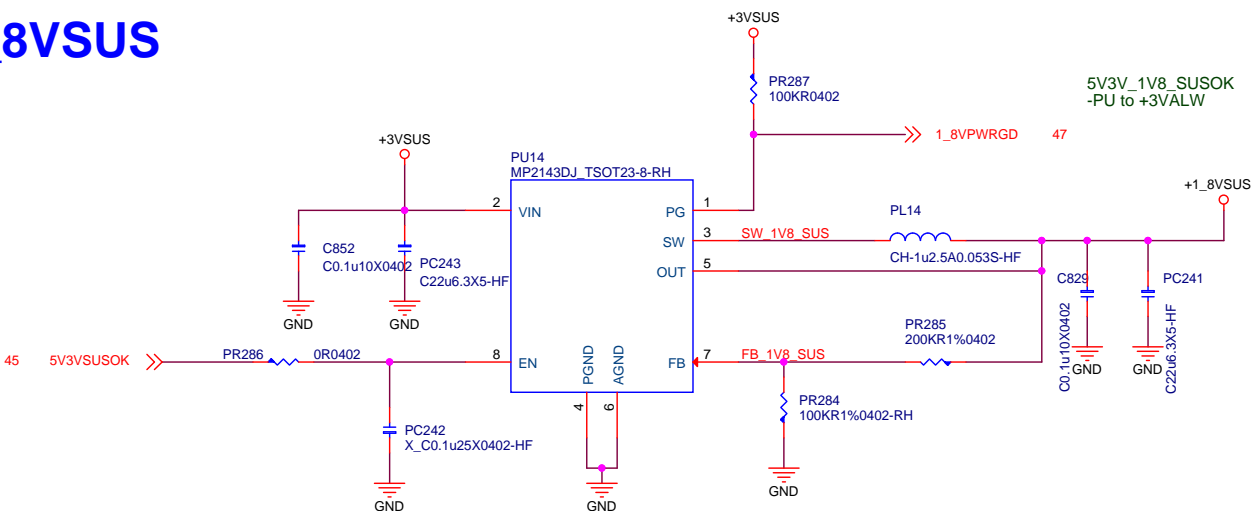 _8VSUS
+3VSUS
PR287
100KR0402
5V3V_1V8_SUSOK
-PU to +3VALW
1_8VPWRGD 47
+3VSUS
PU14
MP2143DJ_TSOT23-8-RH
+1_8VSUS
2 VIN
PG 1
PL14
C852
C0.1u10X0402
PC243
C22u6.3X5-HF
SW 3 SW_1V8_SUS
CH-1u2.5A0.053S-HF
OUT 5
C829
C0.1u10X0402
PC241
C22u6.3X5-HF
GND
GND
PR285
200KR1%0402
45 5V3VSUSOK
PR286 0R0402
8 EN
PGND
AGND
FB 7 FB_1V8_SUS
GND
GND
4
6
PR284
100KR1%0402-RH
PC242
X_C0.1u25X0402-HF
GND
GND
GND